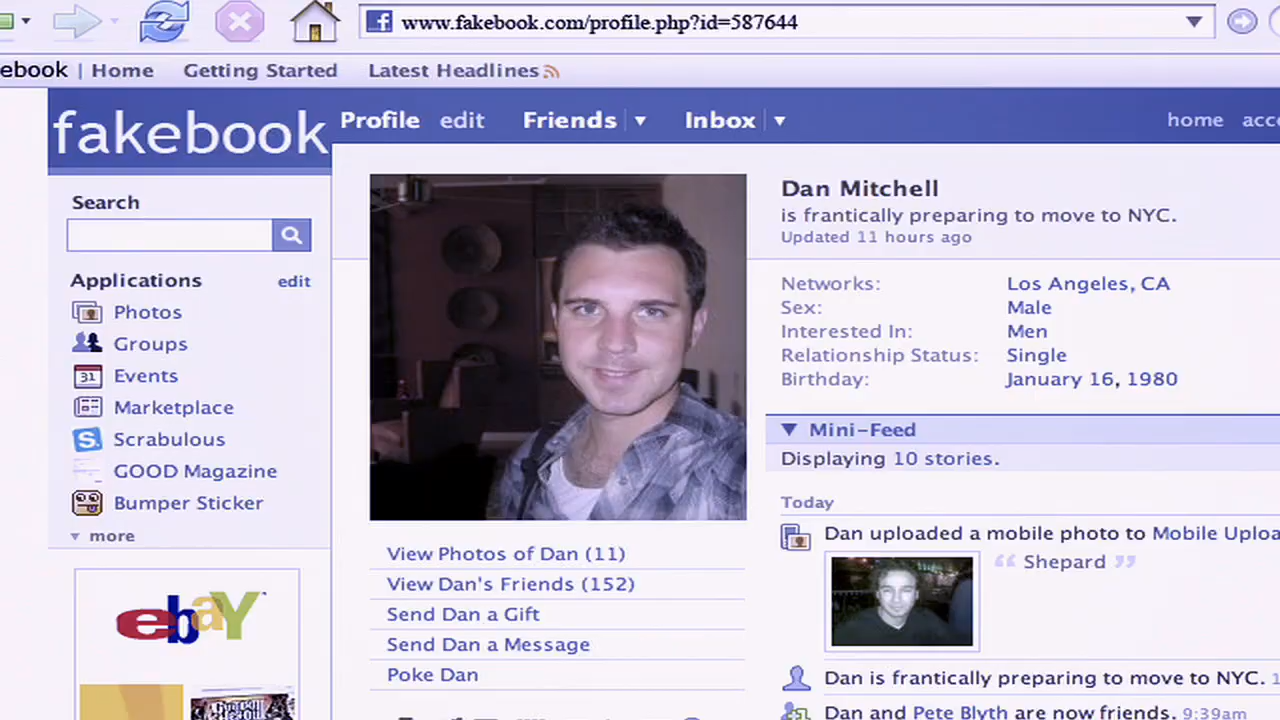 www.fakebook.com/profile.php?id=587644
ebook | Home Getting Started Latest Headlines
fakebook Profile edit Friends Inbox home
Search
Applications edit
Photos
Groups
31 Events
Marketplace
S Scrabulous
GOOD Magazine
Bumper Sticker
more
ebaY
Dan Mitchell
is frantically preparing to move to NYC.
Updated 11 hours ago
Networks: Los Angeles, CA
Sex: Male
Interested In: Men
Relationship Status: Single
Birthday: January 16, 1980
View Photos of Dan (11)
View Dan's Friends (152)
Send Dan a Gift
Send Dan a Message
Poke Dan
Mini-Feed
Displaying 10 stories.
Today
Dan uploaded a mobile photo to Mobile Uploa
“ Shepard ”
Dan is frantically preparing to move to NYC.
Dan and Pete Blyth are now friends. 9:39am